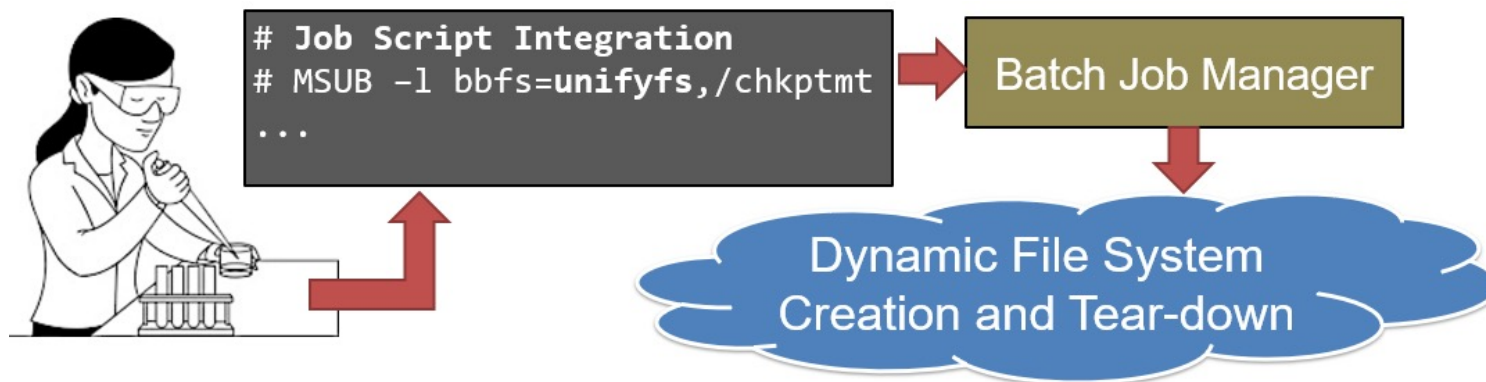 # Job Script Integration
# MSUB –l bbfs=unifyfs,/chkptmt
...
Batch Job Manager
Dynamic File System
Creation and Tear-down